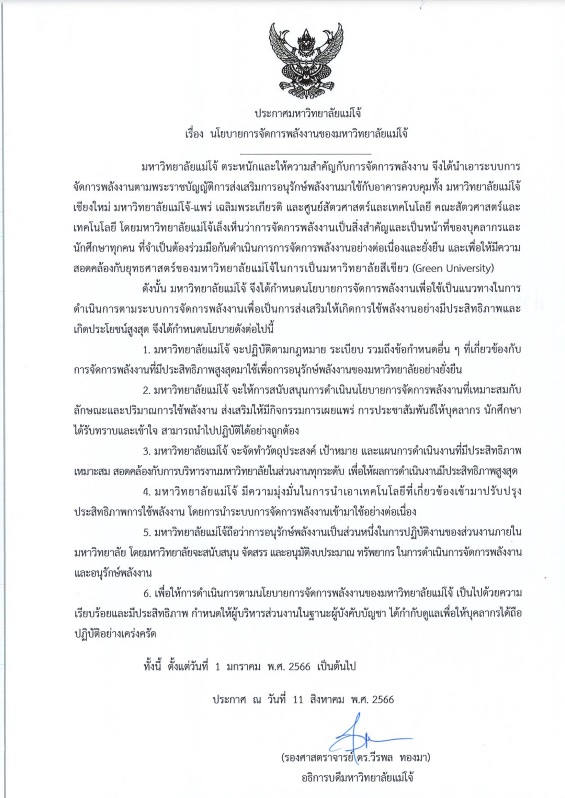 ประกาศมหาวิทยาลัยแม่โจ้
เรื่อง นโยบายการจัดการพลังงานของมหาวิทยาลัยแม่โจ้
มหาวิทยาลัยแม่โจ้ ตระหนักและให้ความสำคัญกับการจัดการพลังงาน จึงได้นำเอาระบบการ
จัดการพลังงานตามพระราชบัญญัติการส่งเสริมการอนุรักษ์พลังงานมาใช้กับอาคารควบคุมทั้ง มหาวิทยาลัยแม่โจ้
เชียงใหม่ มหาวิทยาลัยแม่โจ้-แพร่ เฉลิมพระเกียรติ และศูนย์สัตวศาสตร์และเทคโนโลยี คณะสัตวศาสตร์และ
เทคโนโลยี โดยมหาวิทยาลัยแม่โจ้เล็งเห็นว่าการจัดการพลังงานเป็นสิ่งสำคัญและเป็นหน้าที่ของบุคลากรและ
นักศึกษาทุกคน ที่จำเป็นต้องร่วมมือกันดำเนินการการจัดการพลังงานอย่างต่อเนื่องและยั่งยืน และเพื่อให้มีความ
สอดคล้องกับยุทธศาสตร์ของมหาวิทยาลัยแม่โจ้ในการเป็นมหาวิทยาลัยสีเขียว (Green University)
ดังนั้น มหาวิทยาลัยแม่โจ้ จึงได้กำหนดนโยบายการจัดการพลังงานเพื่อใช้เป็นแนวทางในการ
ดำเนินการตามระบบการจัดการพลังงานเพื่อเป็นการส่งเสริมให้เกิดการใช้พลังงานอย่างมีประสิทธิภาพและ
เกิดประโยชน์สูงสุด จึงได้กำหนดนโยบายดังต่อไปนี้
1. มหาวิทยาลัยแม่โจ้ จะปฏิบัติตามกฎหมาย ระเบียบ รวมถึงข้อกำหนดอื่น ๆ ที่เกี่ยวข้องกับ
การจัดการพลังงานที่มีประสิทธิภาพสูงสุดมาใช้เพื่อการอนุรักษ์พลังงานของมหาวิทยาลัยอย่างยั่งยืน
2. มหาวิทยาลัยแม่โจ้ จะให้การสนับสนุนการดำเนินนโยบายการจัดการพลังงานที่เหมาะสมกับ
ลักษณะและปริมาณการใช้พลังงาน ส่งเสริมให้มีกิจกรรมการเผยแพร่ การประชาสัมพันธ์ให้บุคลากร นักศึกษา
ได้รับทราบและเข้าใจ สามารถนำไปปฏิบัติได้อย่างถูกต้อง
3. มหาวิทยาลัยแม่โจ้ จะจัดทำวัตถุประสงค์ เป้าหมาย และแผนการดำเนินงานที่มีประสิทธิภาพ
เหมาะสม สอดคล้องกับการบริหารงานมหาวิทยาลัยในส่วนงานทุกระดับ เพื่อให้ผลการดำเนินงานมีประสิทธิภาพสูงสุด
4. มหาวิทยาลัยแม่โจ้ มีความมุ่งมั่นในการนำเอาเทคโนโลยีที่เกี่ยวข้องเข้ามาปรับปรุง
ประสิทธิภาพการใช้พลังงาน โดยการนำระบบการจัดการพลังงานเข้ามาใช้อย่างต่อเนื่อง
5. มหาวิทยาลัยแม่โจ้ถือว่าการอนุรักษ์พลังงานเป็นส่วนหนึ่งในการปฏิบัติงานของส่วนงานภายใน
มหาวิทยาลัย โดยมหาวิทยาลัยจะสนับสนุน จัดสรร และอนุมัติงบประมาณ ทรัพยากร ในการดำเนินการจัดการพลังงาน
และอนุรักษ์พลังงาน
6. เพื่อให้การดำเนินการตามนโยบายการจัดการพลังงานของมหาวิทยาลัยแม่โจ้ เป็นไปด้วยความ
เรียบร้อยและมีประสิทธิภาพ กำหนดให้ผู้บริหารส่วนงานในฐานะผู้บังคับบัญชา ได้กำกับดูแลเพื่อให้บุคลากรได้ถือ
ปฏิบัติอย่างเคร่งครัด
ทั้งนี้ ตั้งแต่วันที่ 1 มกราคม พ.ศ. 2566 เป็นต้นไป
ประกาศ ณ วันที่ 11 สิงหาคม พ.ศ. 2566
(รองศาสตราจารย์ ดร.วีรพล ทองมา)
อธิการบดีมหาวิทยาลัยแม่โจ้